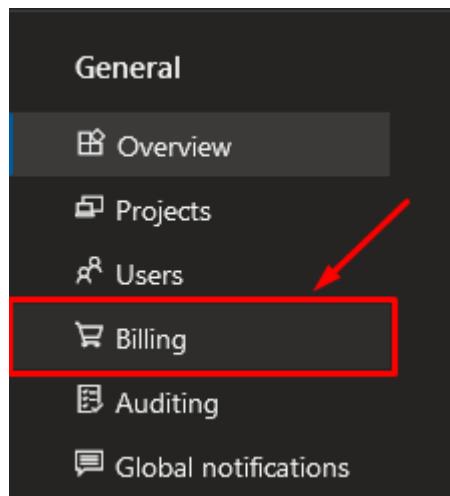 General
Overview
Projects
Users
Billing
Auditing
Global notifications